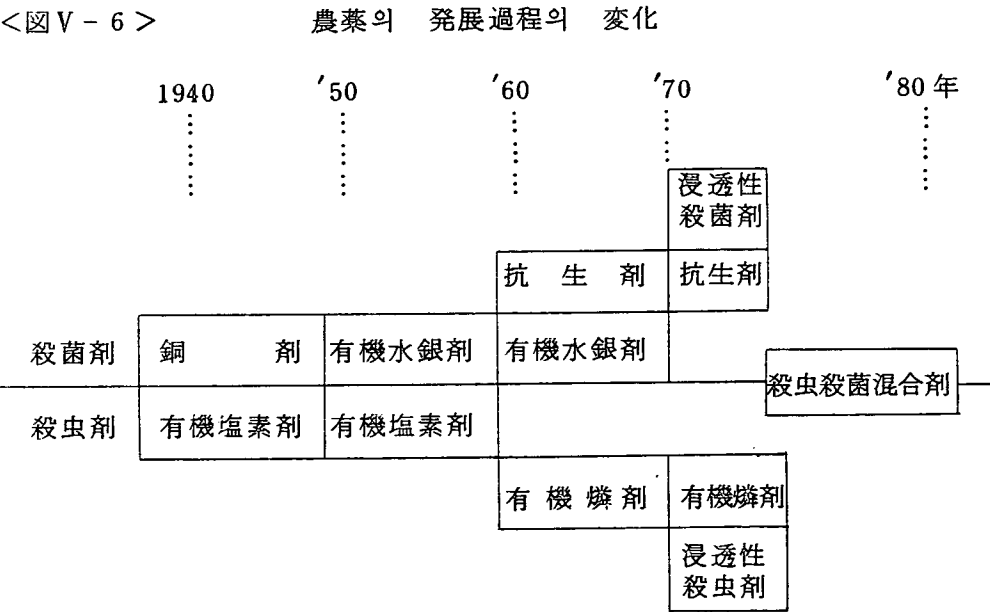 <図Ⅴ-6> 農薬의 発展過程의 変化
1940 '50 '60 '70 '80年
浸透性
殺菌剤
抗生剤 抗生剤
殺菌剤 銅剤 有機水銀剤 有機水銀剤
殺虫殺菌混合剤
殺虫剤 有機塩素剤 有機塩素剤
有機燐剤 有機燐剤
浸透性
殺虫剤